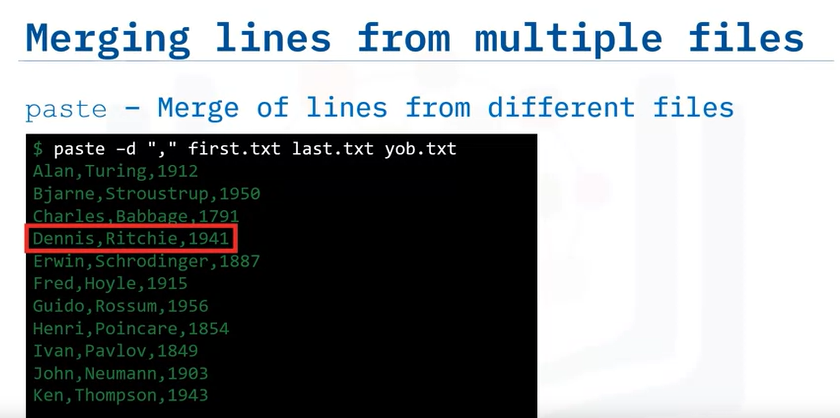 Merging lines from multiple files
paste – Merge of lines from different files
$ paste –d "," first.txt last.txt yob.txt
Alan,Turing,1912
Bjarne,Stroustrup,1950
Charles,Babbage,1791
Dennis,Ritchie,1941
Erwin,Schrodinger,1887
Fred,Hoyle,1915
Guido,Rossum,1956
Henri,Poincare,1854
Ivan,Pavlov,1849
John,Neumann,1903
Ken,Thompson,1943